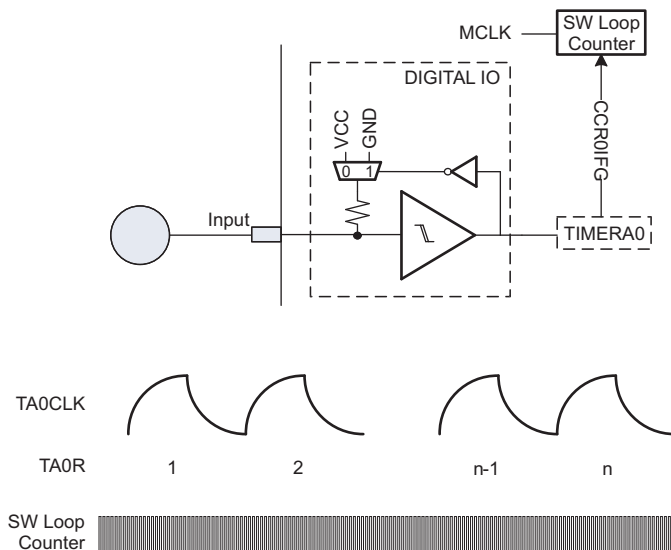 MCLK
SW Loop
Counter
DIGITAL IO
VCC
GND
0 1
CCR0IFG
Input
TIMERA0
TA0CLK
TA0R 1 2 n-1 n
SW Loop
Counter